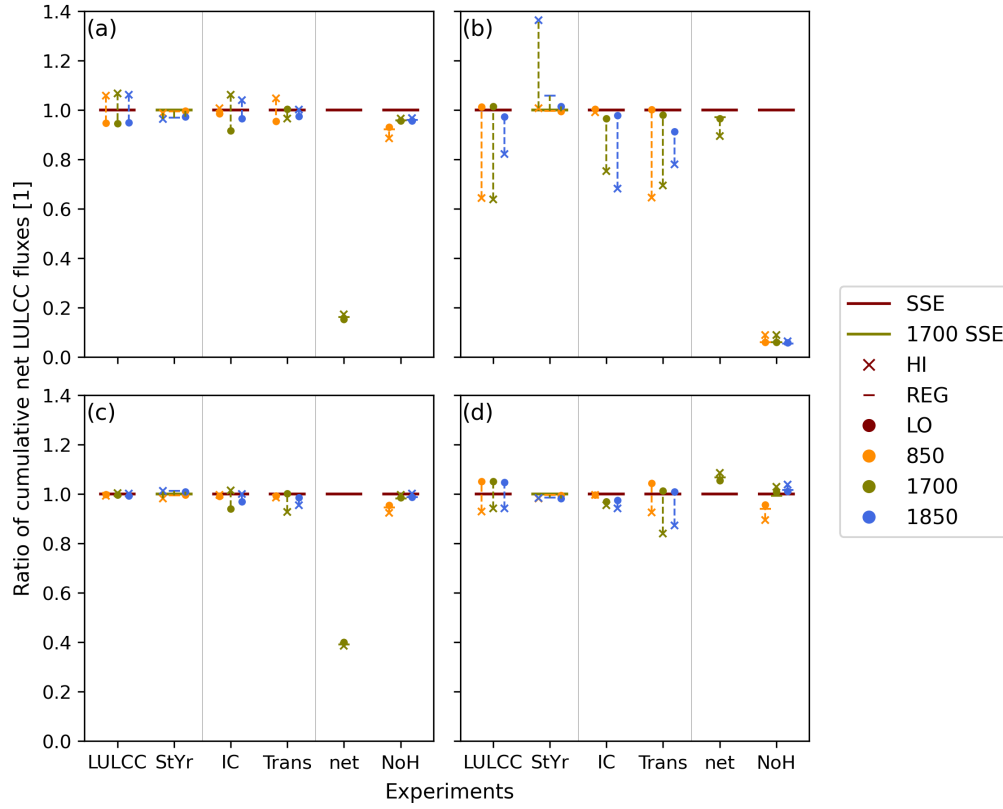 (a)
(b)
1.4
1.2
1.0
0.8
0.6
0.4
0.2
0.0
(c)
(d)
1.4
1.2
1.0
0.8
0.6
0.4
0.2
0.0
LULCC StYr IC Trans net NoH
LULCC StYr IC Trans net NoH
Experiments
Ratio of cumulative net LULCC fluxes [1]
SSE
1700 SSE
HI
REG
LO
850
1700
1850